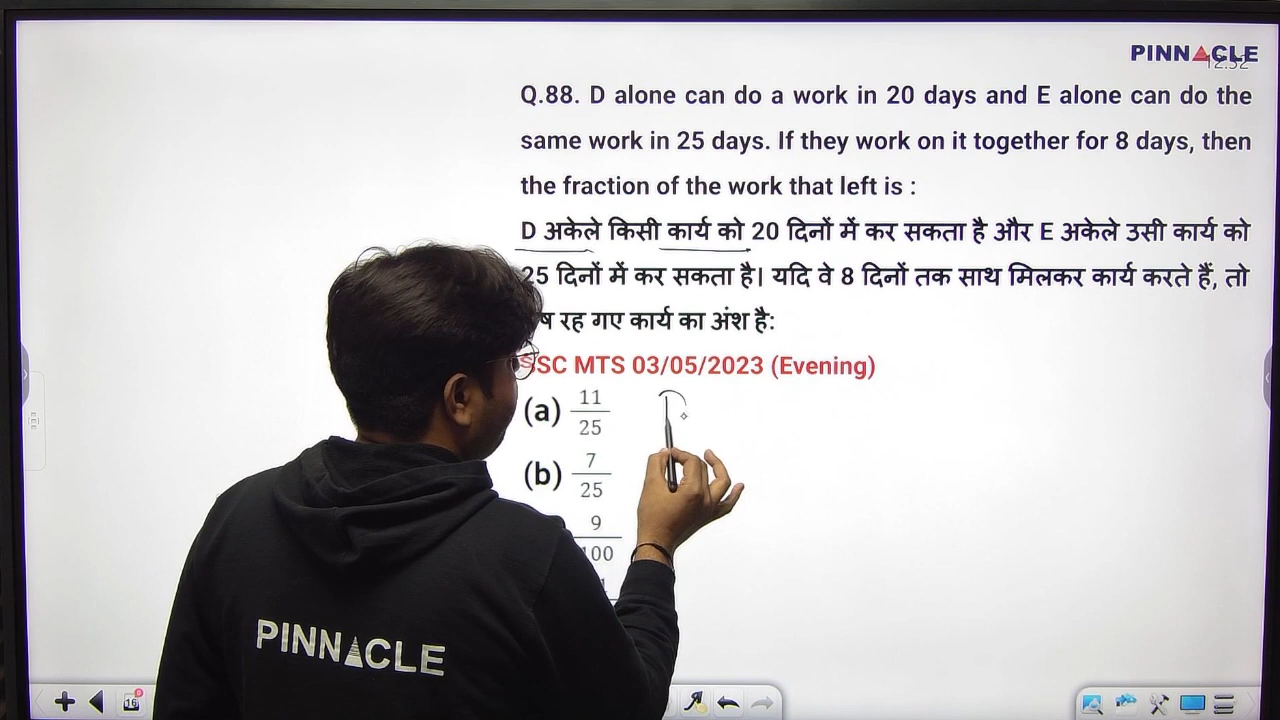 PINNACLE
12:52
Q.88. D alone can do a work in 20 days and E alone can do the
same work in 25 days. If they work on it together for 8 days, then
the fraction of the work that left is :
D अकेले किसी कार्य को 20 दिनों में कर सकता है और E अकेले उसी कार्य को
25 दिनों में कर सकता है। यदि वे 8 दिनों तक साथ मिलकर कार्य करते हैं, तो
रह गए कार्य का अंश है:
SSC MTS 03/05/2023 (Evening)
(a) 11/25
(b) 7/25
9/100
PINNACLE
16